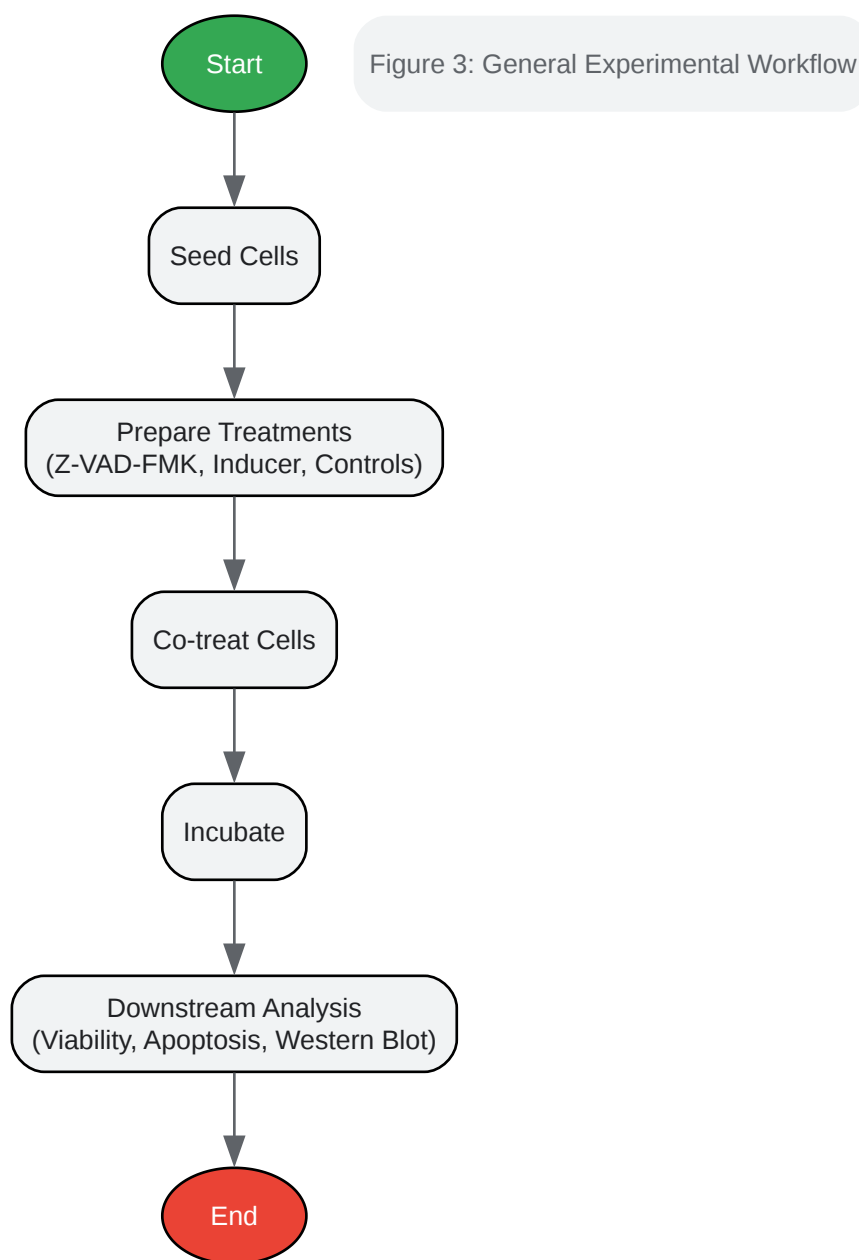 Start
Figure 3: General Experimental Workflow
Seed Cells
Prepare Treatments
(Z-VAD-FMK, Inducer, Controls)
Co-treat Cells
Incubate
Downstream Analysis
(Viability, Apoptosis, Western Blot)
End